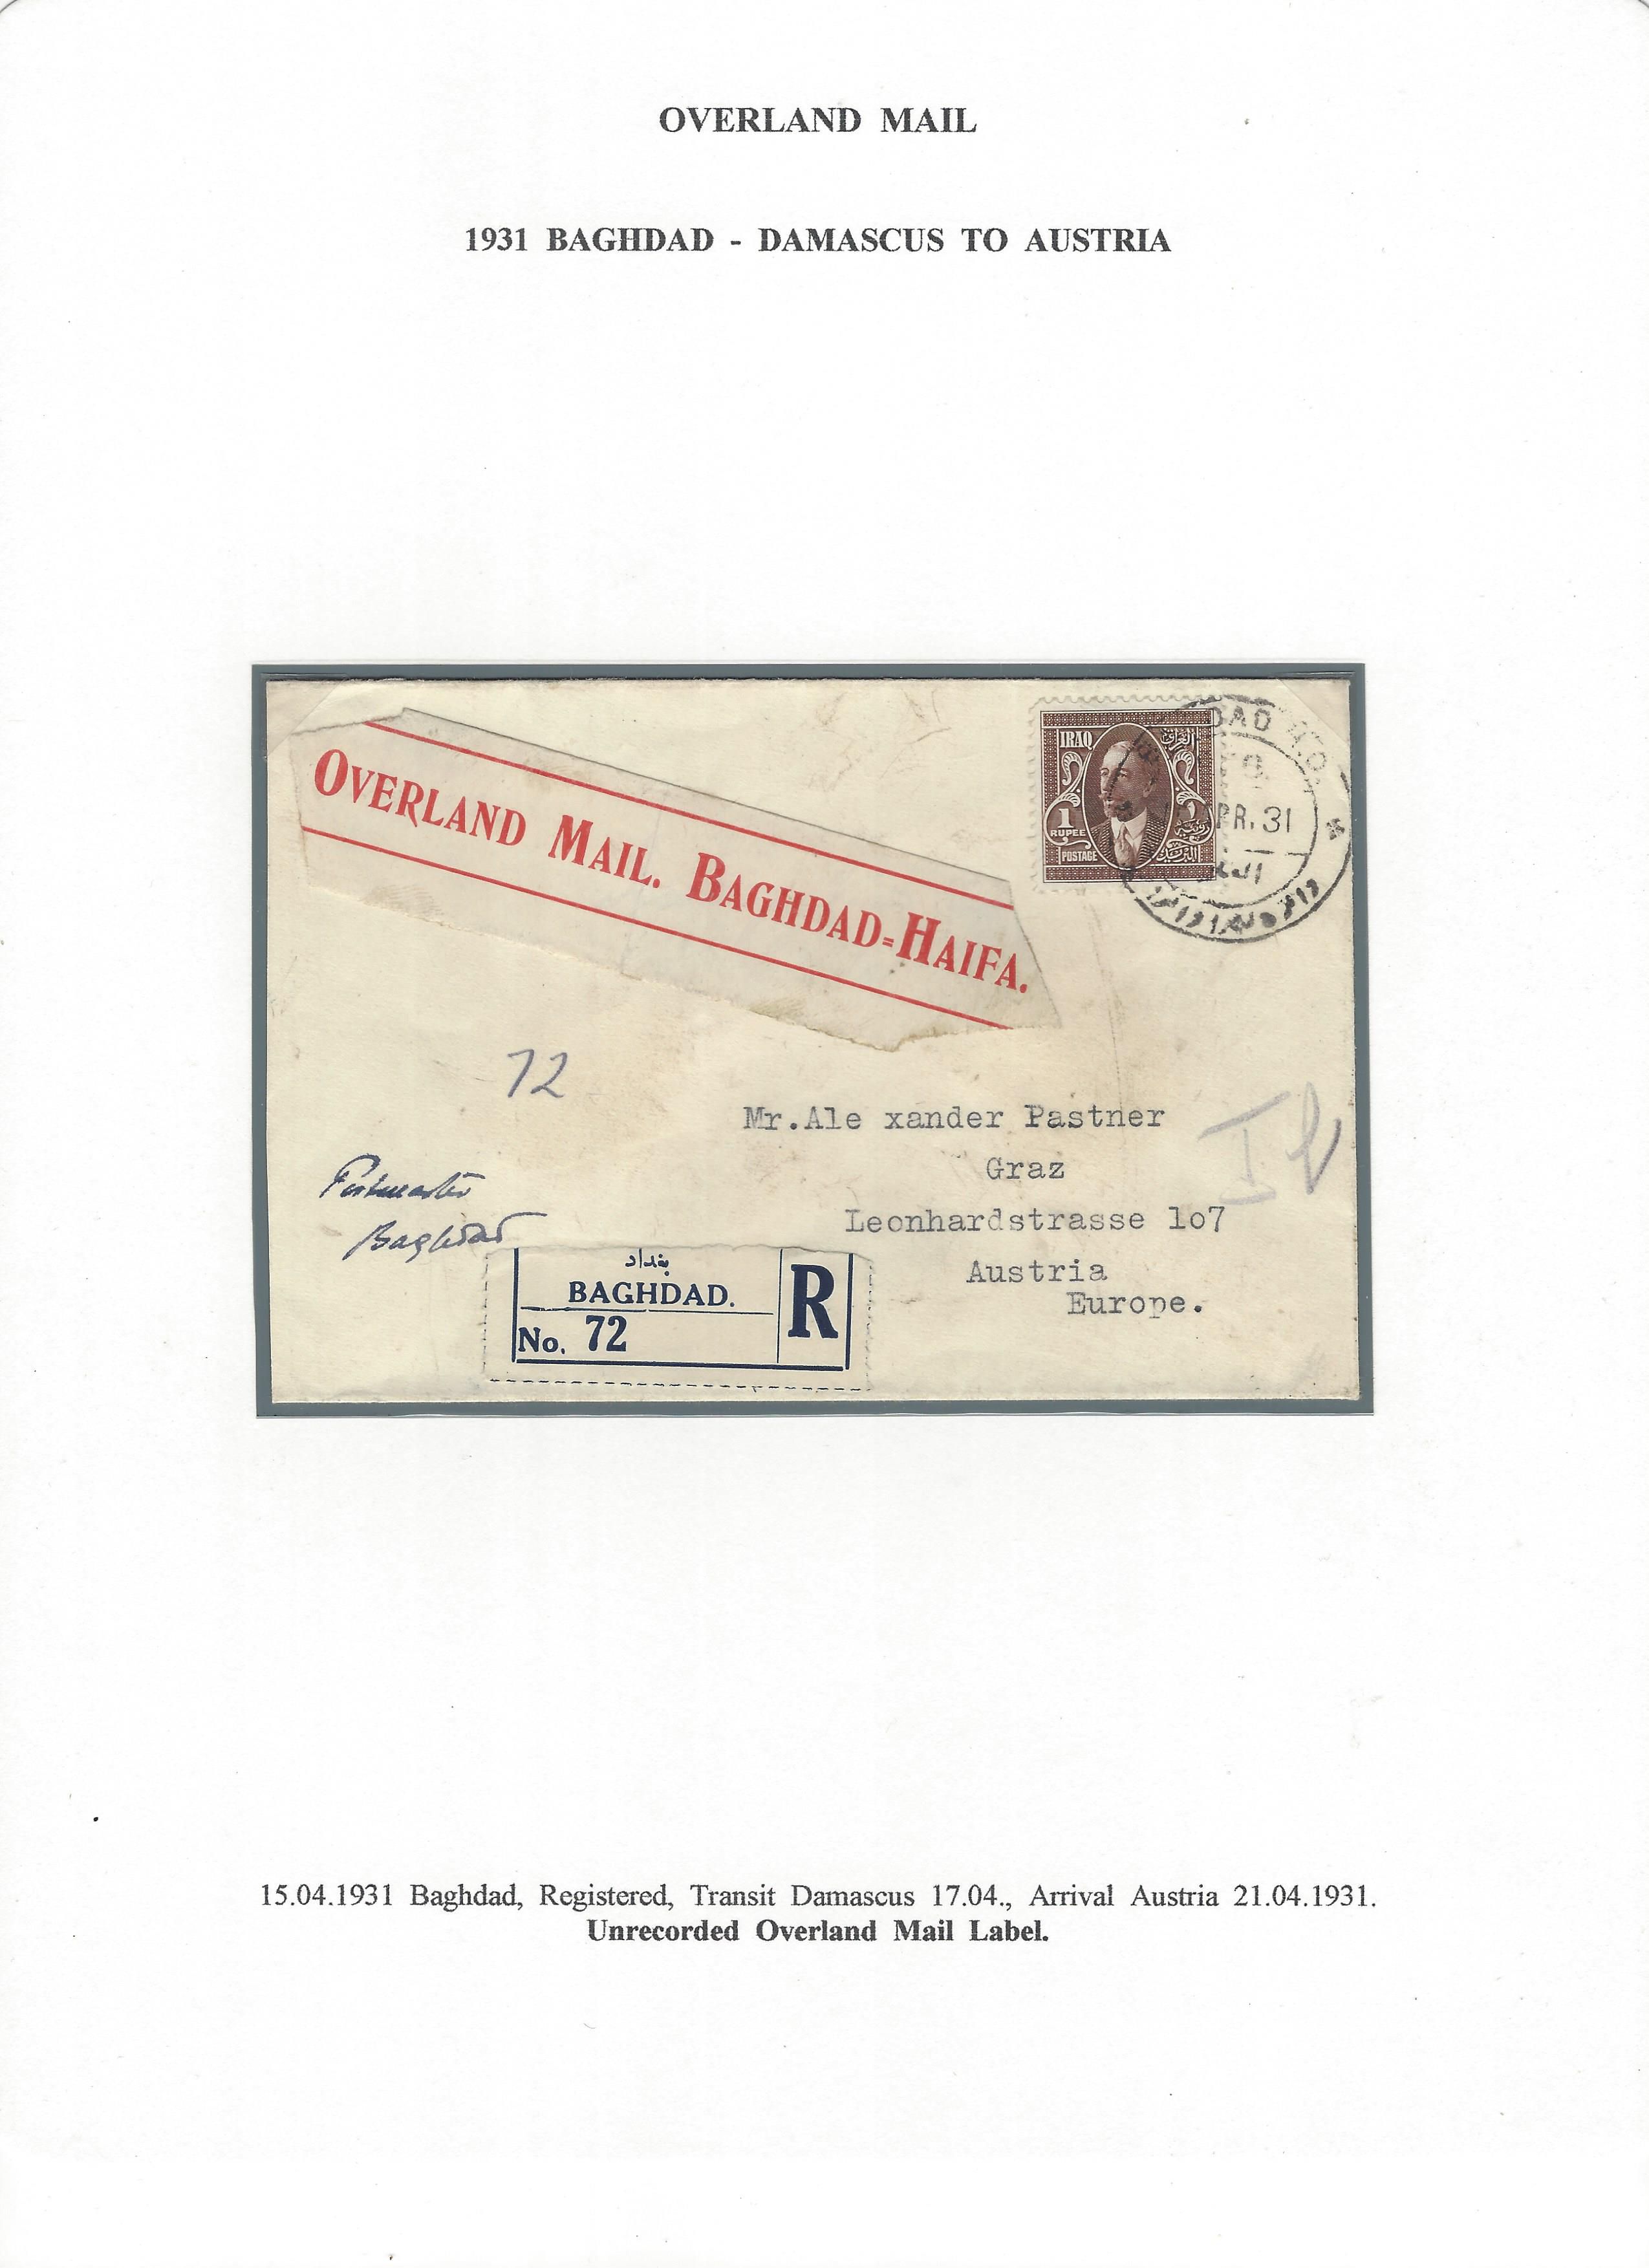 OVERLAND MAIL
1931 BAGHDAD - DAMASCUS TO AUSTRIA
OVERLAND MAIL. BAGHDAD=HAIFA.
IRAQ
العراق
1
RUPEE
POSTAGE
DAD
PR. 31
72
Mr.Ale xander Pastner
Graz
Leonhardstrasse 1o7
Austria
Europe.
Postmaster
Baghdad
بغداد
BAGHDAD.
R
No. 72
15.04.1931 Baghdad, Registered, Transit Damascus 17.04., Arrival Austria 21.04.1931.
Unrecorded Overland Mail Label.